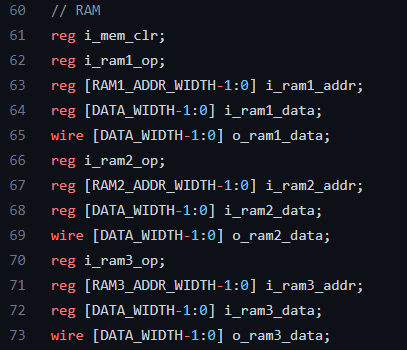 60 // RAM
61 reg i_mem_clr;
62 reg i_ram1_op;
63 reg [RAM1_ADDR_WIDTH-1:0] i_ram1_addr;
64 reg [DATA_WIDTH-1:0] i_ram1_data;
65 wire [DATA_WIDTH-1:0] o_ram1_data;
66 reg i_ram2_op;
67 reg [RAM2_ADDR_WIDTH-1:0] i_ram2_addr;
68 reg [DATA_WIDTH-1:0] i_ram2_data;
69 wire [DATA_WIDTH-1:0] o_ram2_data;
70 reg i_ram3_op;
71 reg [RAM3_ADDR_WIDTH-1:0] i_ram3_addr;
72 reg [DATA_WIDTH-1:0] i_ram3_data;
73 wire [DATA_WIDTH-1:0] o_ram3_data;